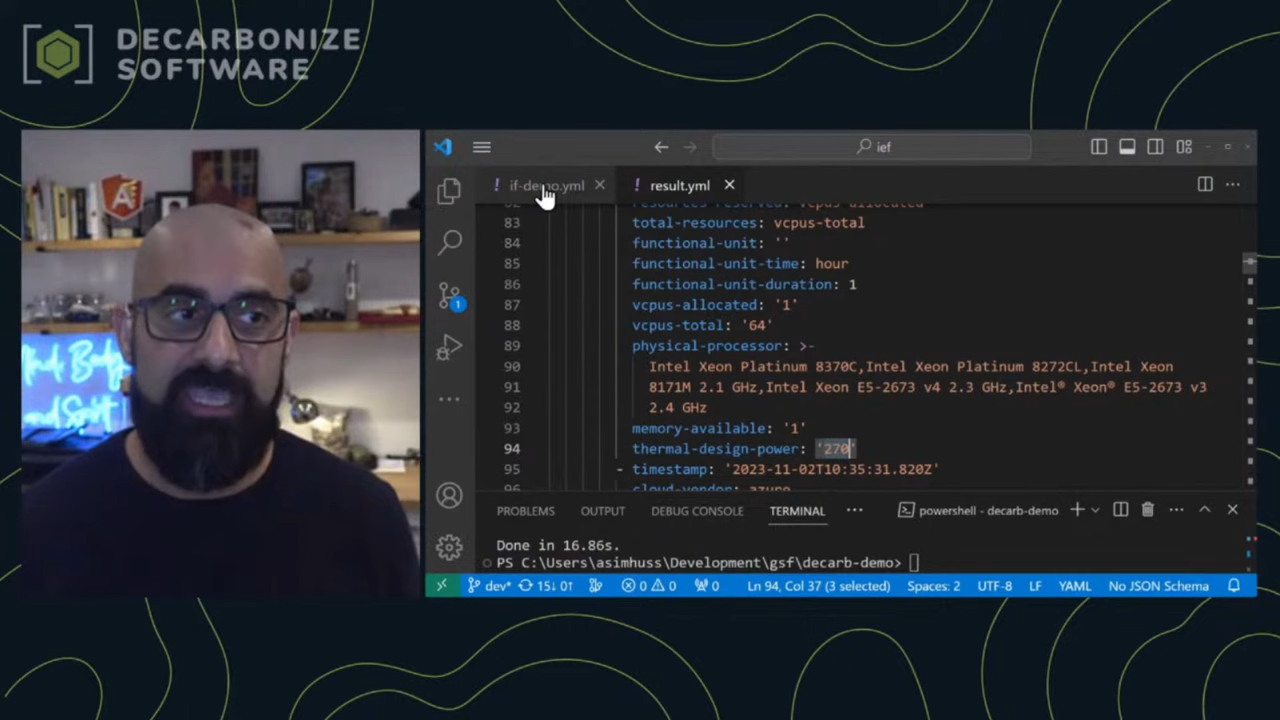 DECARBONIZE
SOFTWARE
ief
! if-demo.yml
! result.yml
83 total-resources: vcpus-total
84 functional-unit: ''
85 functional-unit-time: hour
86 functional-unit-duration: 1
87 vcpus-allocated: '1'
88 vcpus-total: '64'
89 physical-processor: >-
90 Intel Xeon Platinum 8370C,Intel Xeon Platinum 8272CL,Intel Xeon
91 8171M 2.1 GHz,Intel Xeon E5-2673 v4 2.3 GHz,Intel® Xeon® E5-2673 v3
92 2.4 GHz
93 memory-available: '1'
94 thermal-design-power: '270'
95 - timestamp: '2023-11-02T10:35:31.820Z'
96 cloud-vendor: azure
1
PROBLEMS OUTPUT DEBUG CONSOLE TERMINAL powershell - decarb-demo
Done in 16.86s.
PS C:\Users\asimhuss\Development\gsf\decarb-demo>
dev* 15↓ 0↑ 0 0 0 Ln 94, Col 37 (3 selected) Spaces: 2 UTF-8 LF YAML No JSON Schema